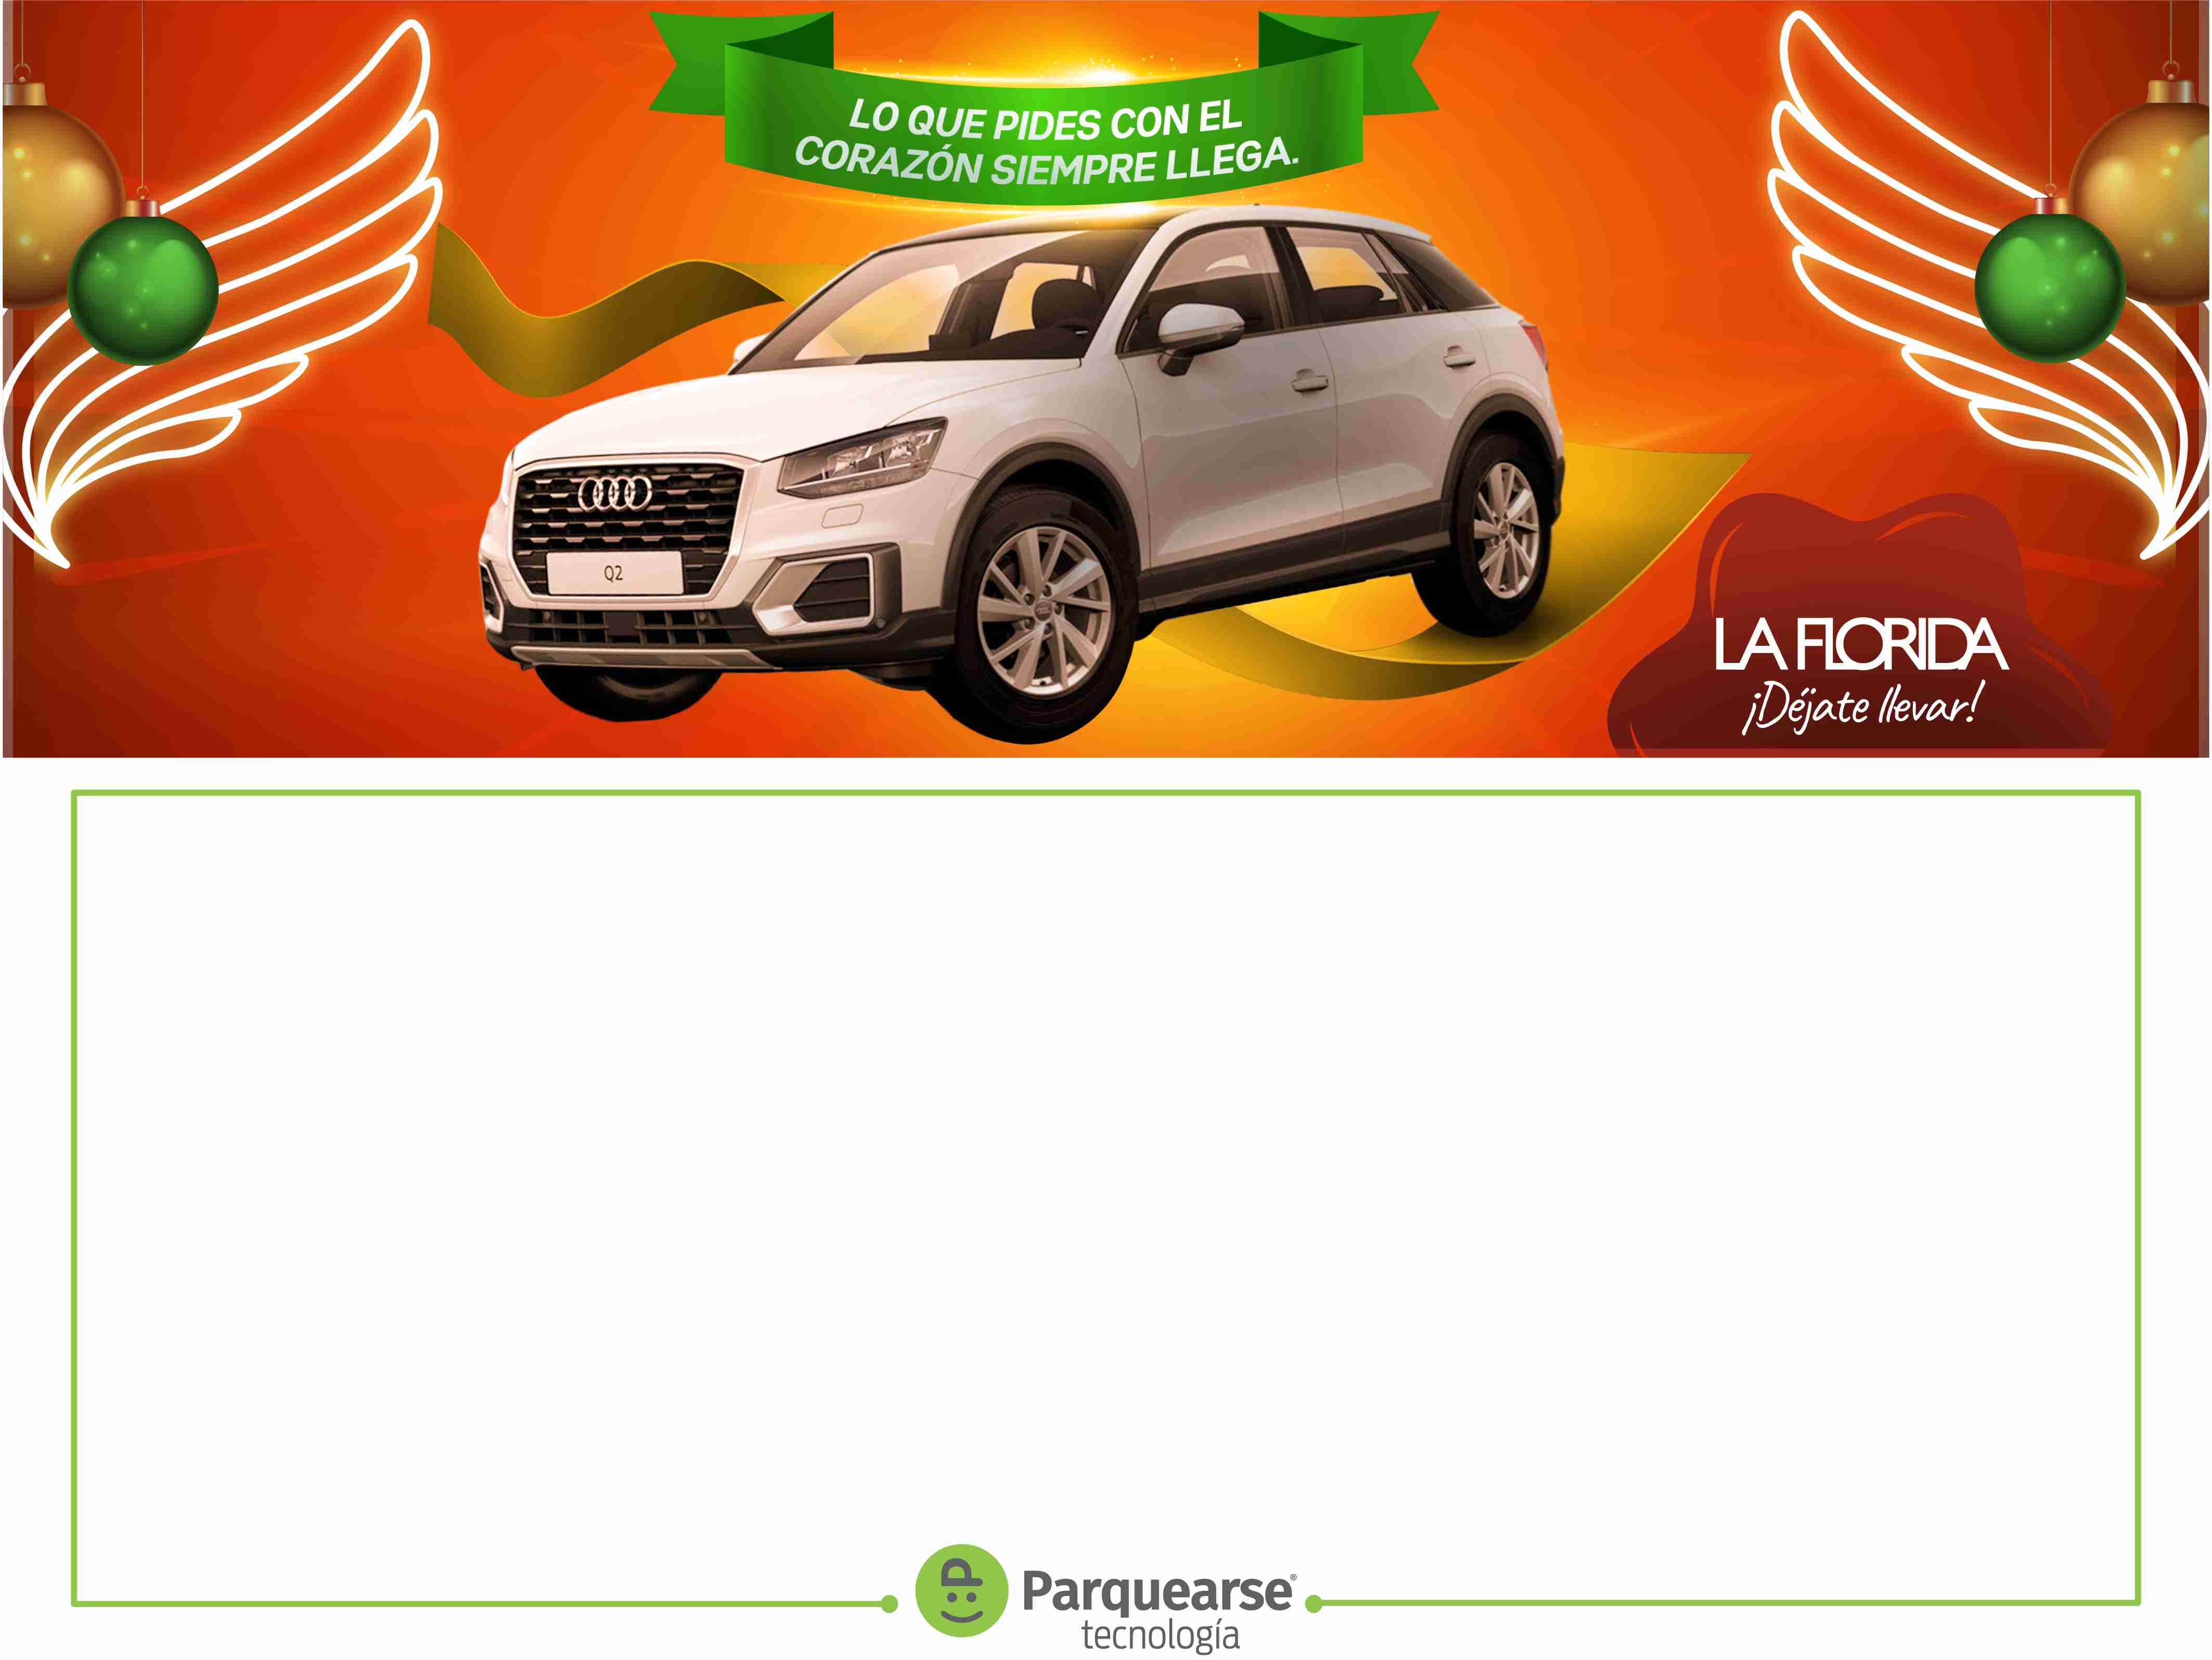 LO QUE PIDES CON EL
CORAZÓN SIEMPRE LLEGA.
Q2
LA FLORIDA
¡Déjate llevar!
Parquearse®
tecnología